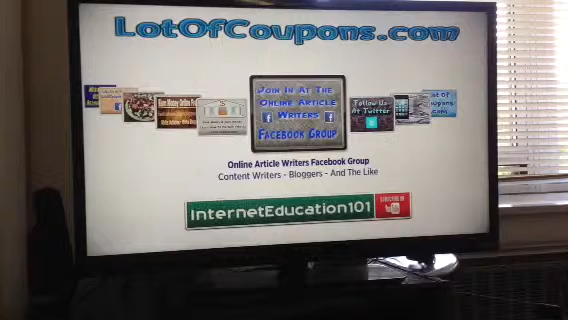 LotOfCoupons.com
Join In At The
Online Article
Writers
Facebook Group
Follow Us
At Twitter
Online Article Writers Facebook Group
Content Writers - Bloggers - And The Like
InternetEducation101
SUBSCRIBE ON